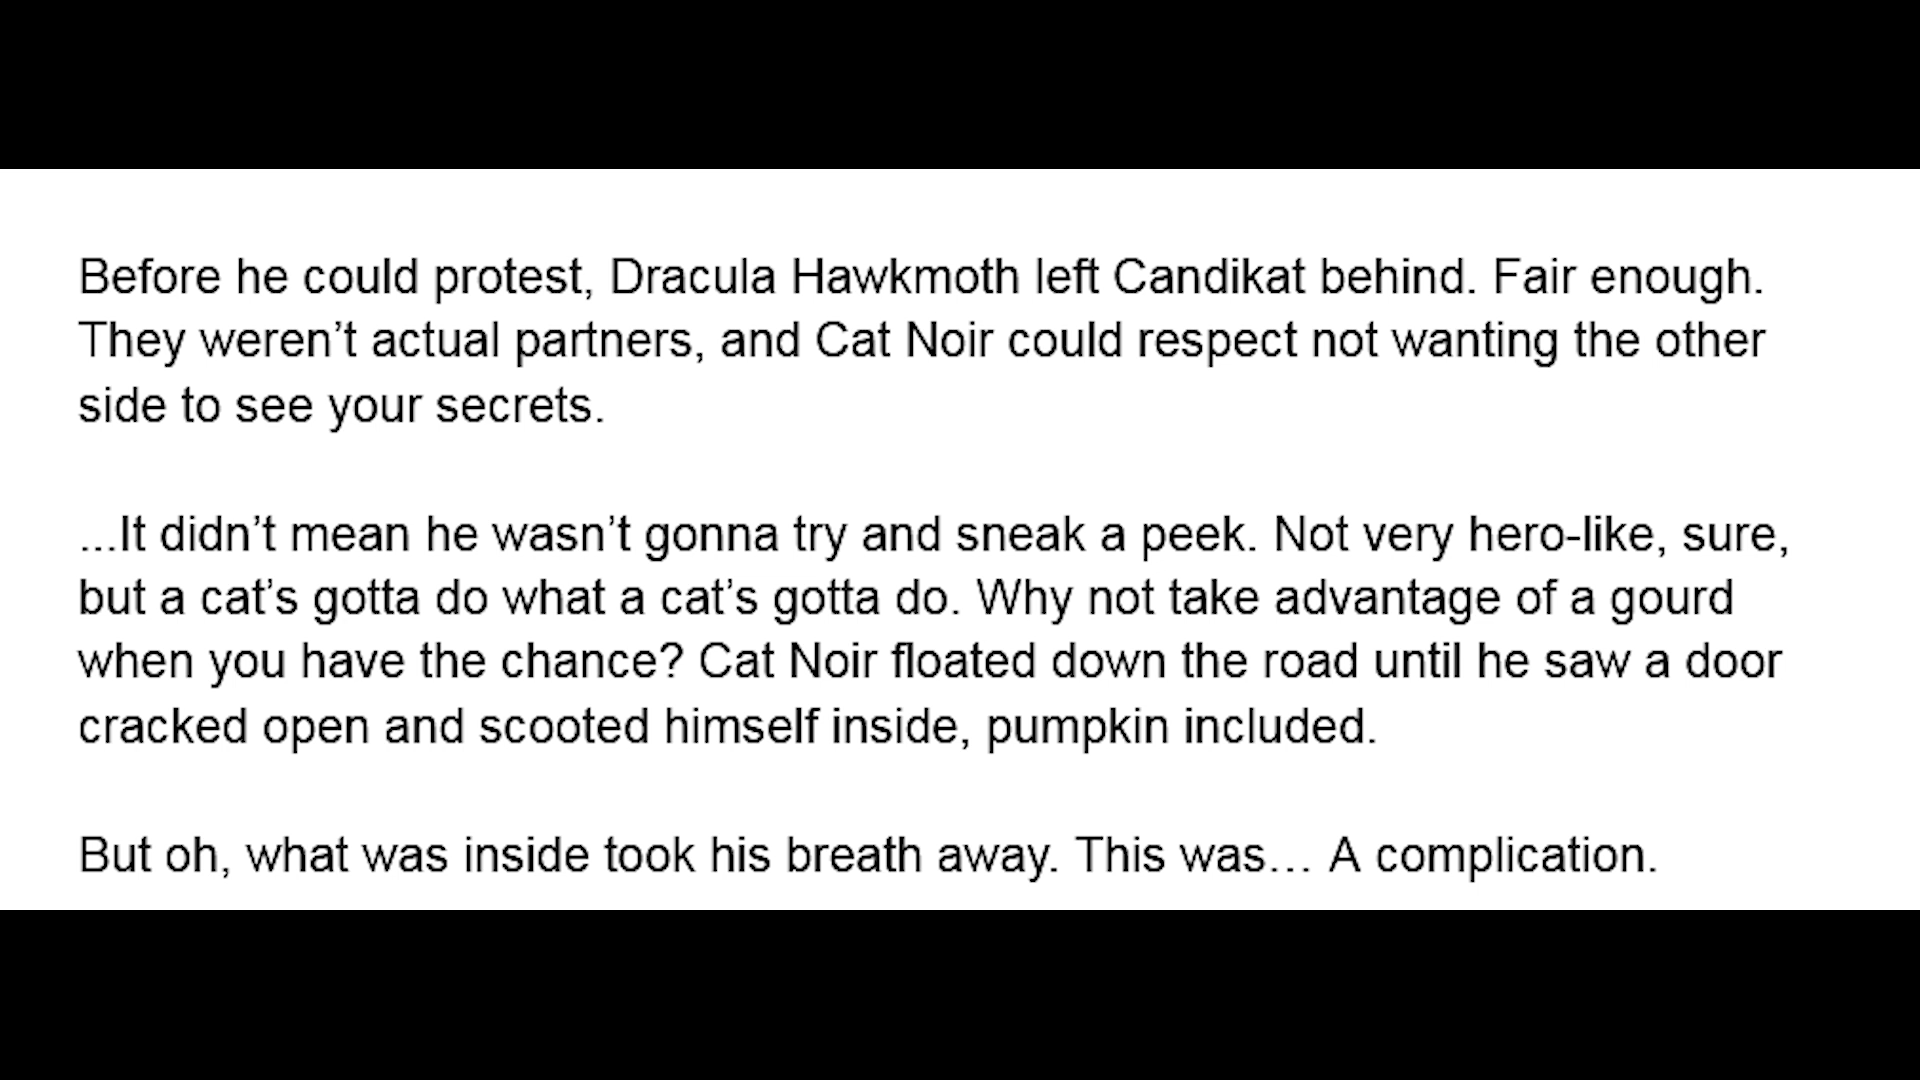 Before he could protest, Dracula Hawkmoth left Candikat behind. Fair enough.
They weren’t actual partners, and Cat Noir could respect not wanting the other
side to see your secrets.
...It didn’t mean he wasn’t gonna try and sneak a peek. Not very hero-like, sure,
but a cat’s gotta do what a cat’s gotta do. Why not take advantage of a gourd
when you have the chance? Cat Noir floated down the road until he saw a door
cracked open and scooted himself inside, pumpkin included.
But oh, what was inside took his breath away. This was… A complication.